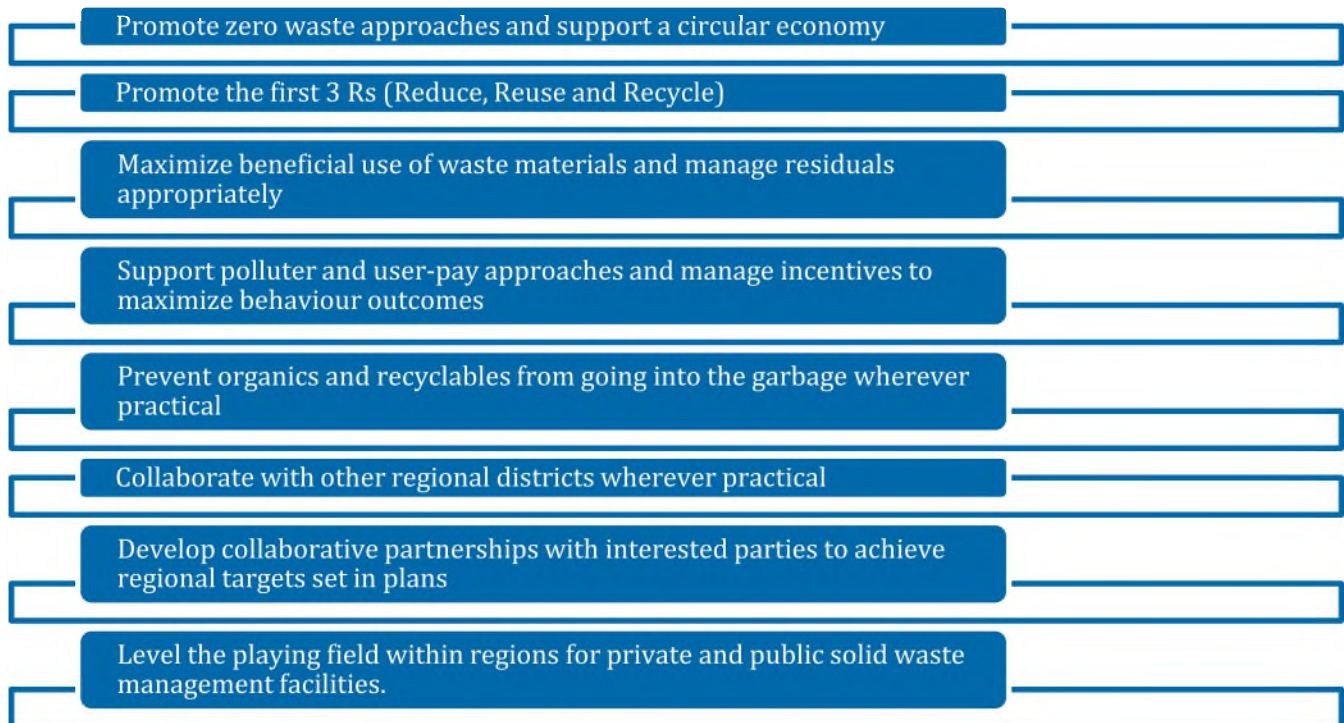 Promote zero waste approaches and support a circular economy
Promote the first 3 Rs (Reduce, Reuse and Recycle)
Maximize beneficial use of waste materials and manage residuals
appropriately
Support polluter and user-pay approaches and manage incentives to
maximize behaviour outcomes
Prevent organics and recyclables from going into the garbage wherever
practical
Collaborate with other regional districts wherever practical
Develop collaborative partnerships with interested parties to achieve
regional targets set in plans
Level the playing field within regions for private and public solid waste
management facilities.